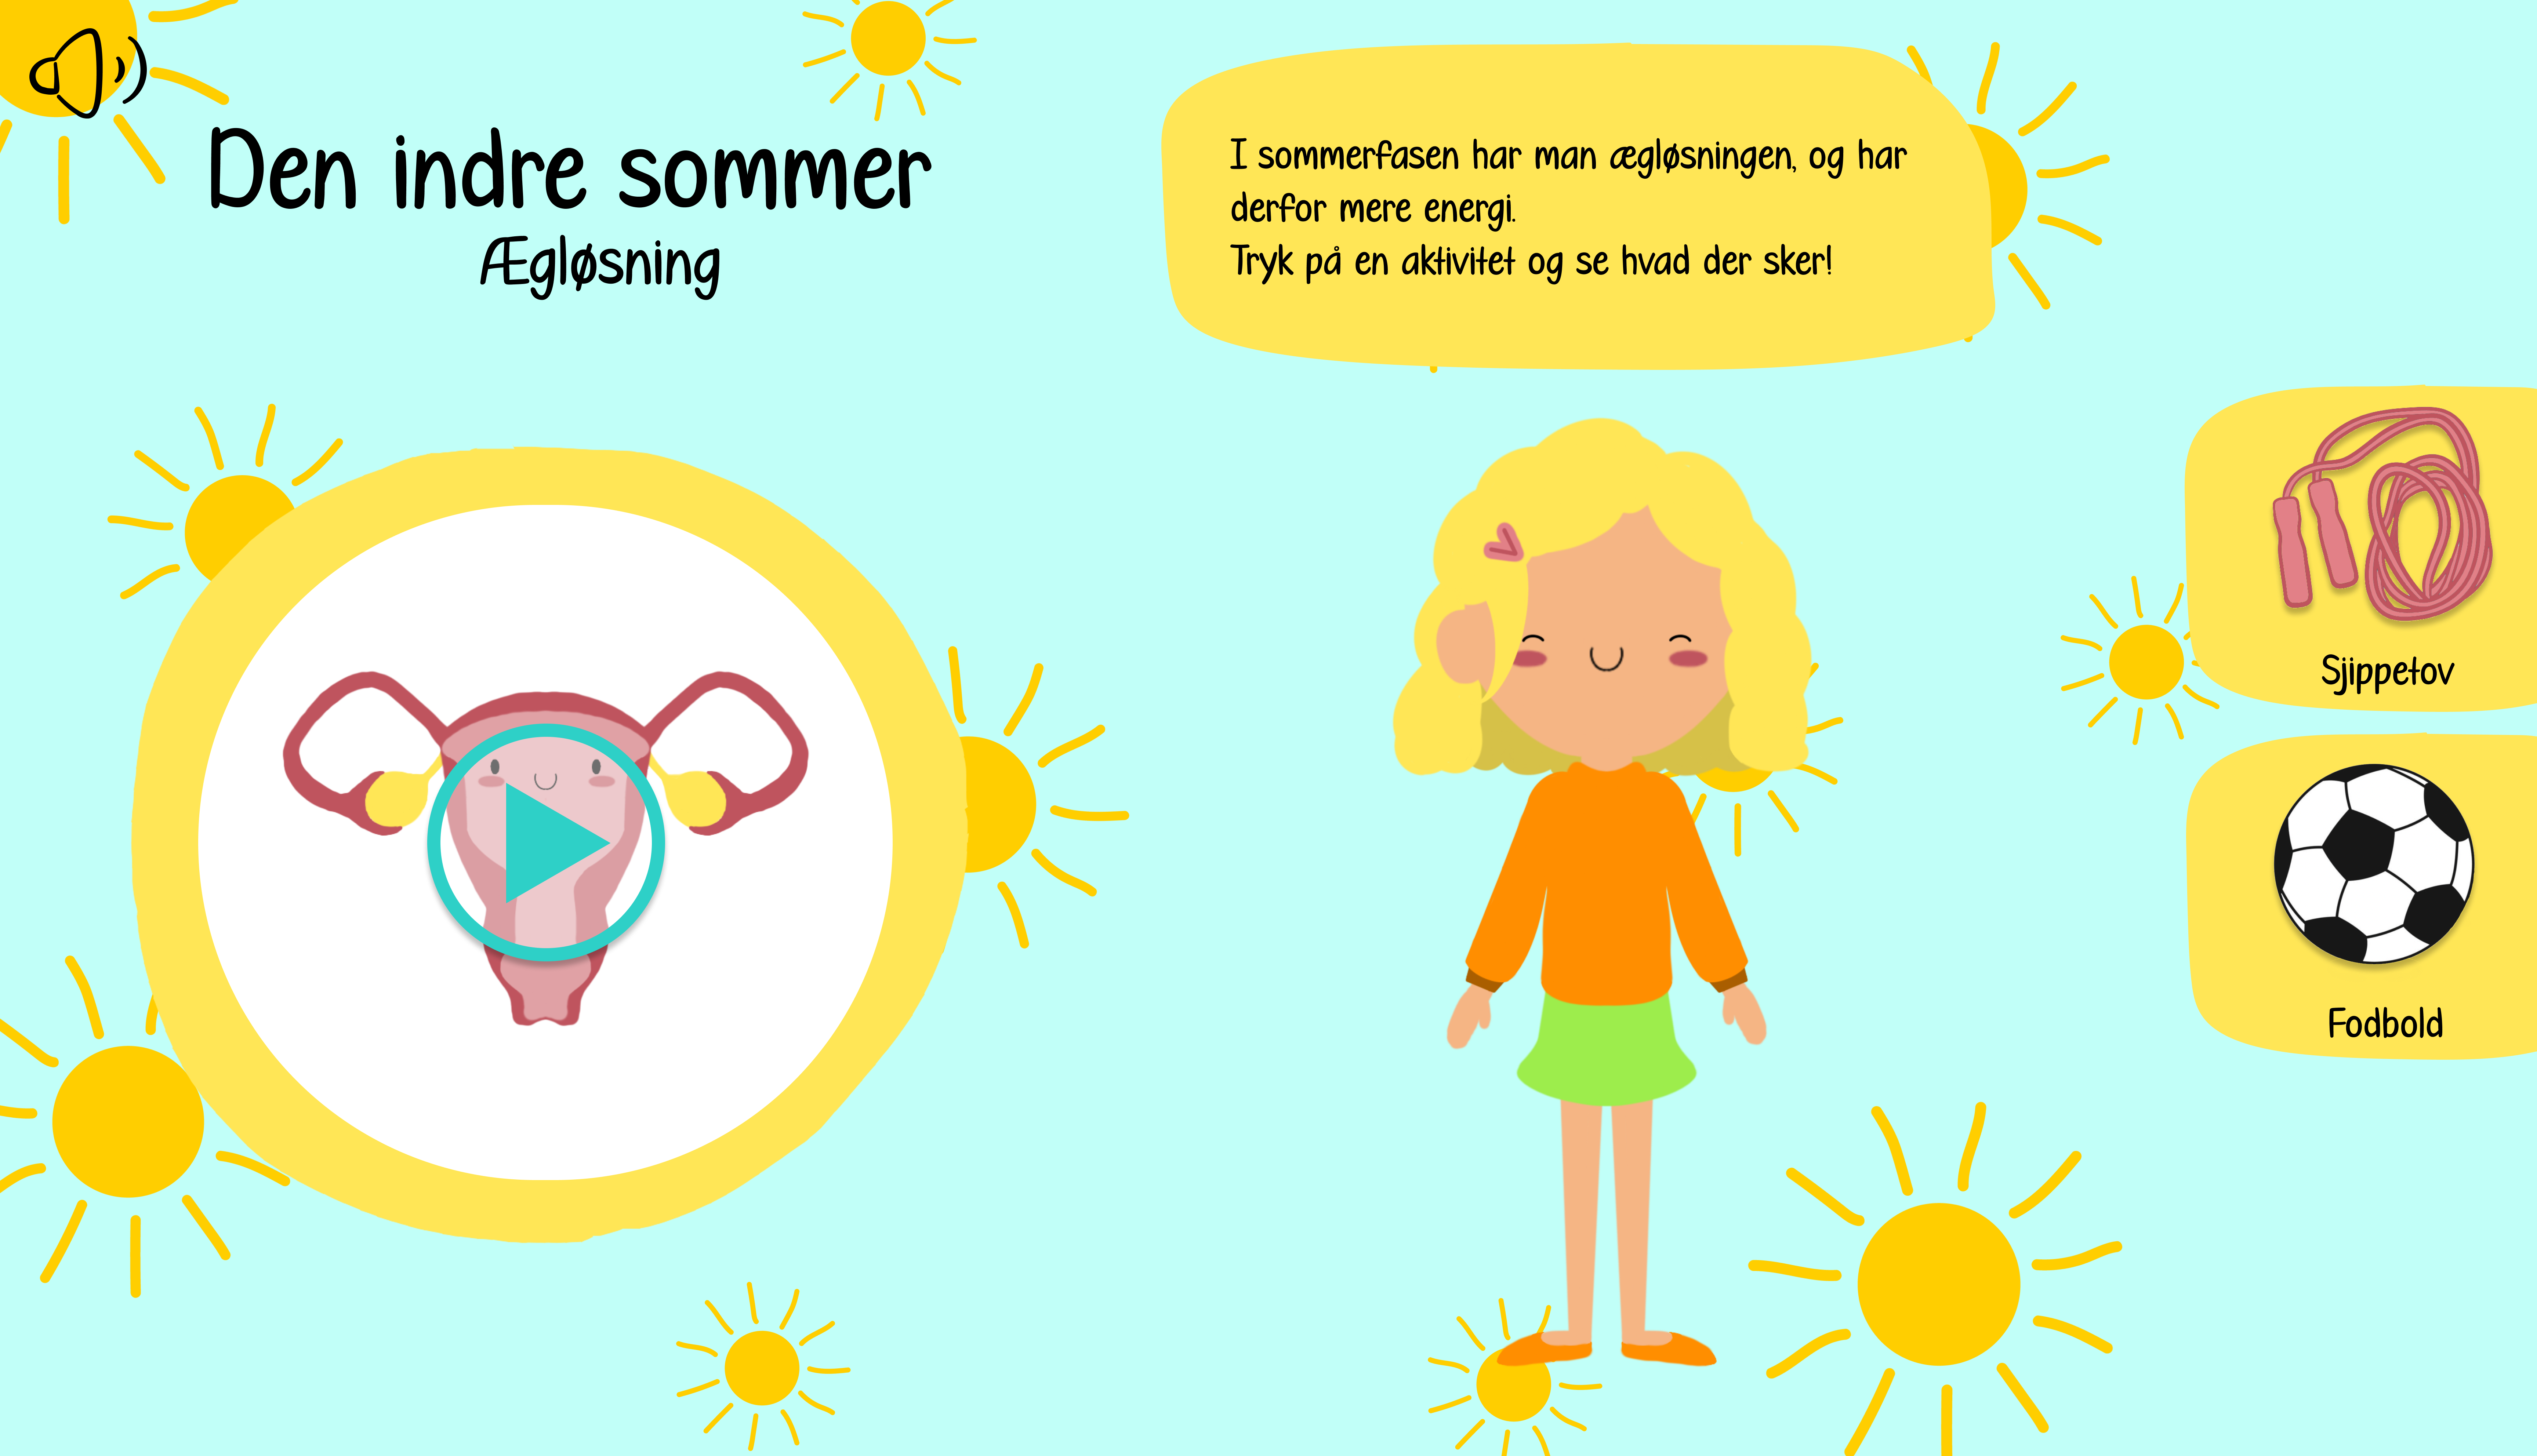 Den indre sommer
Ægløsning
I sommerfasen har man ægløsningen, og har
derfor mere energi.
Tryk på en aktivitet og se hvad der sker!
Sjippetov
Fodbold